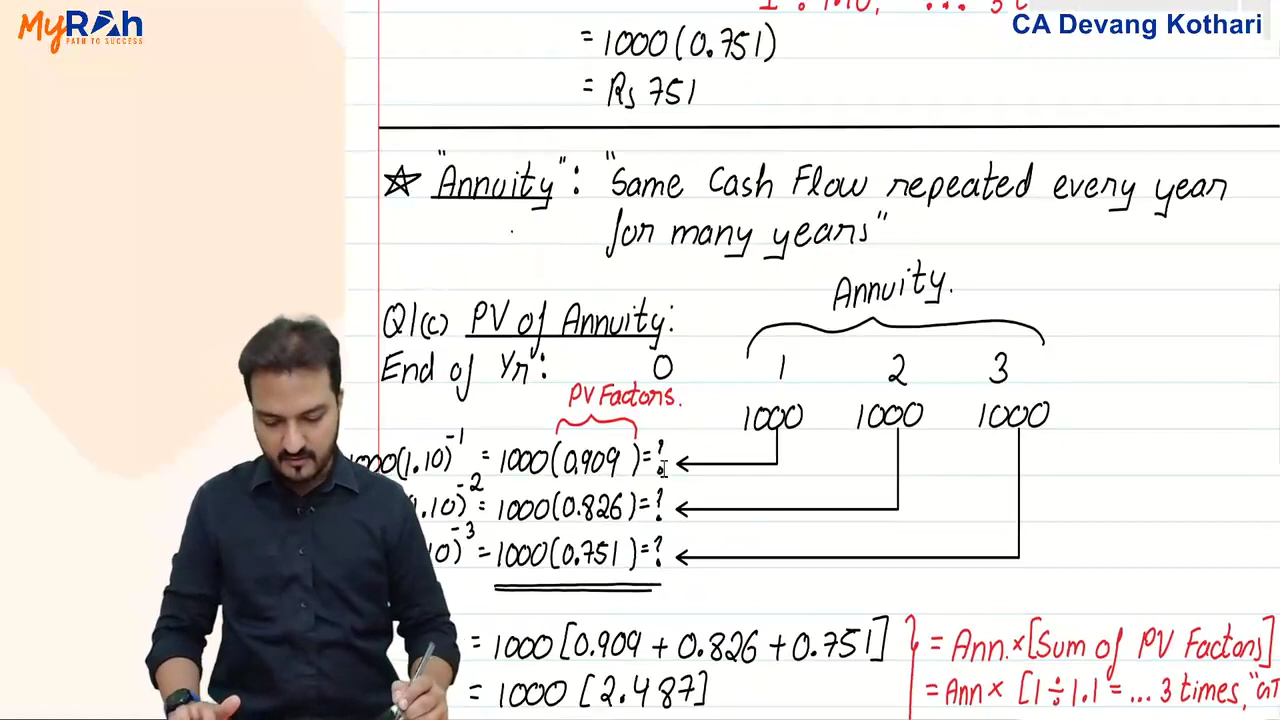 MyRAh
PATH TO SUCCESS
CA Devang Kothari
= 1000(0.751)
= Rs 751
☆ "Annuity": "Same Cash Flow repeated every year
for many years"
Annuity.
Q1(c) PV of Annuity:
End of Yr: 0 1 2 3
PV Factors.
1000 1000 1000
000(1.10)^-1 = 1000(0.909)=?
1.10)^-2 = 1000(0.826)=?
10)^-3 = 1000(0.751)=?
= 1000[0.909 + 0.826 + 0.751] } = Ann.×[Sum of PV Factors]
= 1000 [2.487] = Ann× [1÷1.1 = ... 3 times, "GT